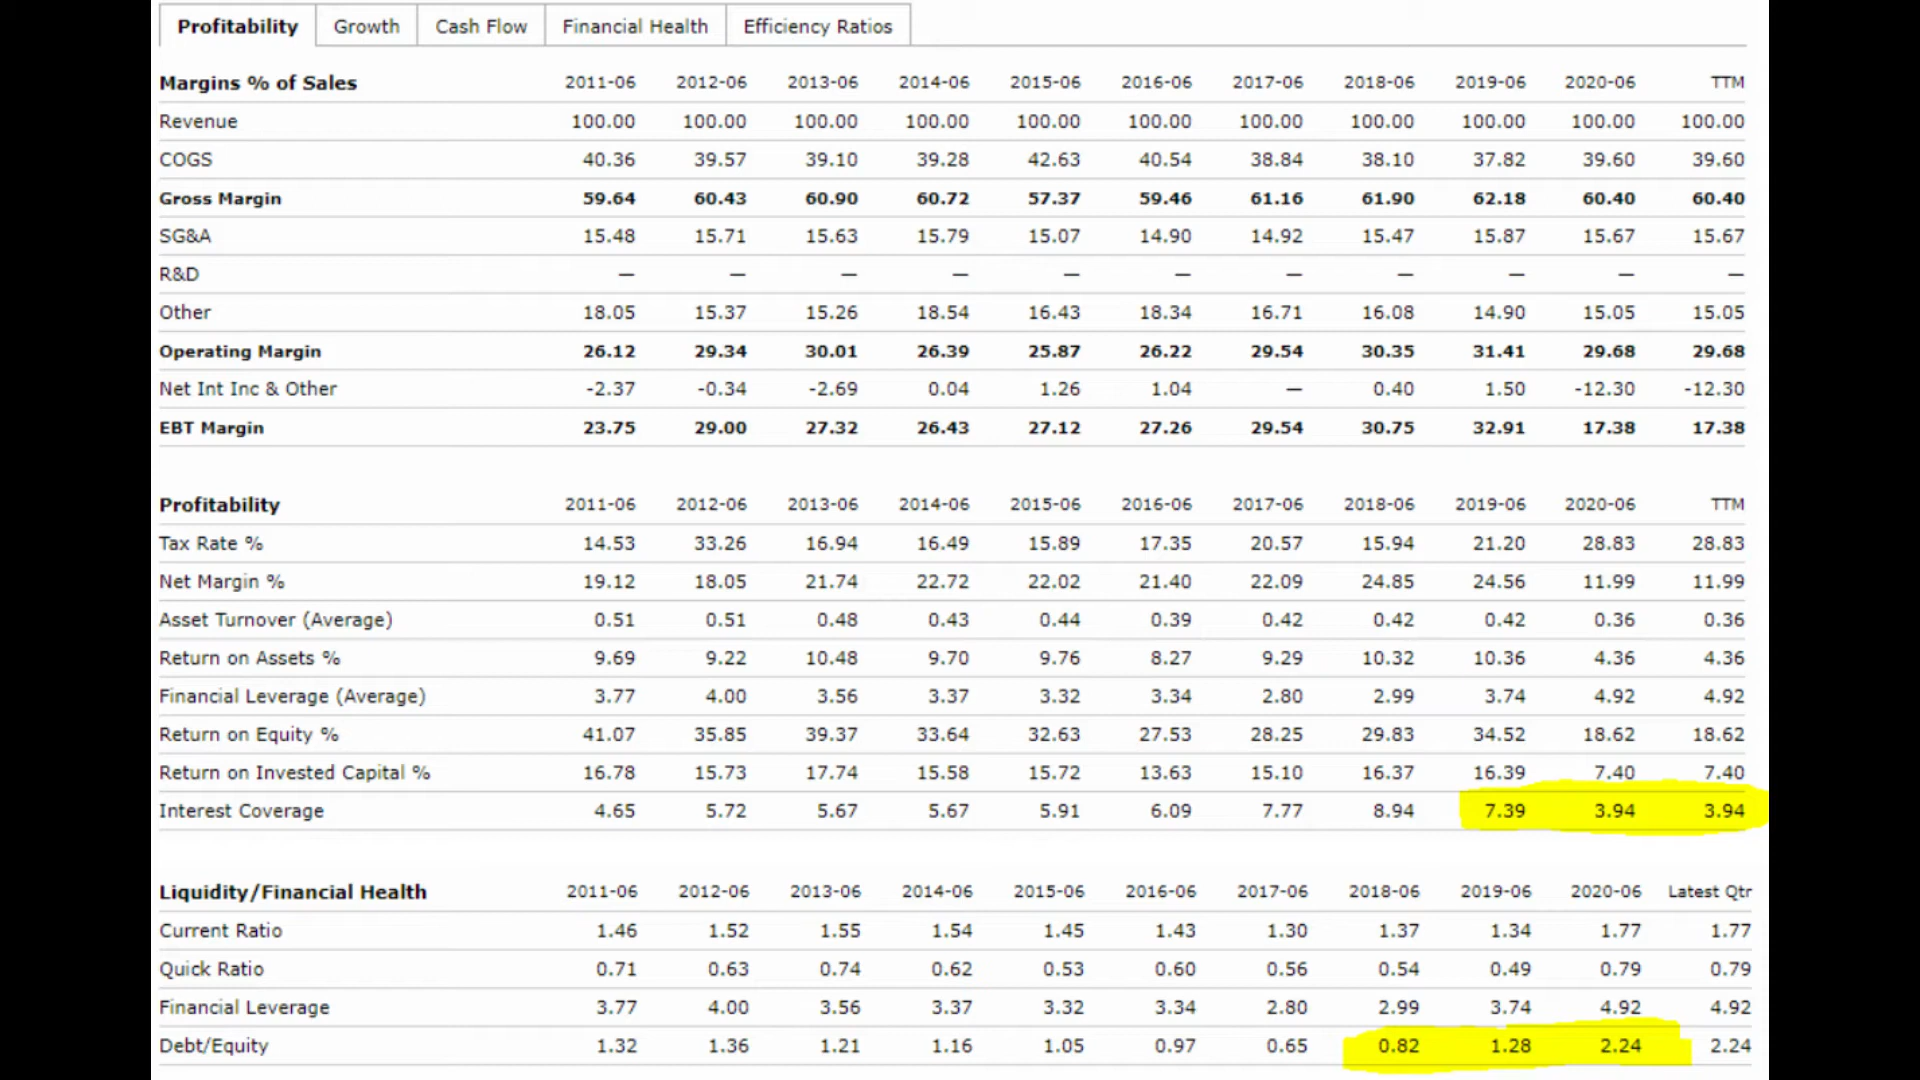 Profitability Growth Cash Flow Financial Health Efficiency Ratios
Margins % of Sales 2011-06 2012-06 2013-06 2014-06 2015-06 2016-06 2017-06 2018-06 2019-06 2020-06 TTM
Revenue 100.00 100.00 100.00 100.00 100.00 100.00 100.00 100.00 100.00 100.00 100.00
COGS 40.36 39.57 39.10 39.28 42.63 40.54 38.84 38.10 37.82 39.60 39.60
Gross Margin 59.64 60.43 60.90 60.72 57.37 59.46 61.16 61.90 62.18 60.40 60.40
SG&A 15.48 15.71 15.63 15.79 15.07 14.90 14.92 15.47 15.87 15.67 15.67
R&D — — — — — — — — — — —
Other 18.05 15.37 15.26 18.54 16.43 18.34 16.71 16.08 14.90 15.05 15.05
Operating Margin 26.12 29.34 30.01 26.39 25.87 26.22 29.54 30.35 31.41 29.68 29.68
Net Int Inc & Other -2.37 -0.34 -2.69 0.04 1.26 1.04 — 0.40 1.50 -12.30 -12.30
EBT Margin 23.75 29.00 27.32 26.43 27.12 27.26 29.54 30.75 32.91 17.38 17.38
Profitability 2011-06 2012-06 2013-06 2014-06 2015-06 2016-06 2017-06 2018-06 2019-06 2020-06 TTM
Tax Rate % 14.53 33.26 16.94 16.49 15.89 17.35 20.57 15.94 21.20 28.83 28.83
Net Margin % 19.12 18.05 21.74 22.72 22.02 21.40 22.09 24.85 24.56 11.99 11.99
Asset Turnover (Average) 0.51 0.51 0.48 0.43 0.44 0.39 0.42 0.42 0.42 0.36 0.36
Return on Assets % 9.69 9.22 10.48 9.70 9.76 8.27 9.29 10.32 10.36 4.36 4.36
Financial Leverage (Average) 3.77 4.00 3.56 3.37 3.32 3.34 2.80 2.99 3.74 4.92 4.92
Return on Equity % 41.07 35.85 39.37 33.64 32.63 27.53 28.25 29.83 34.52 18.62 18.62
Return on Invested Capital % 16.78 15.73 17.74 15.58 15.72 13.63 15.10 16.37 16.39 7.40 7.40
Interest Coverage 4.65 5.72 5.67 5.67 5.91 6.09 7.77 8.94 7.39 3.94 3.94
Liquidity/Financial Health 2011-06 2012-06 2013-06 2014-06 2015-06 2016-06 2017-06 2018-06 2019-06 2020-06 Latest Qtr
Current Ratio 1.46 1.52 1.55 1.54 1.45 1.43 1.30 1.37 1.34 1.77 1.77
Quick Ratio 0.71 0.63 0.74 0.62 0.53 0.60 0.56 0.54 0.49 0.79 0.79
Financial Leverage 3.77 4.00 3.56 3.37 3.32 3.34 2.80 2.99 3.74 4.92 4.92
Debt/Equity 1.32 1.36 1.21 1.16 1.05 0.97 0.65 0.82 1.28 2.24 2.24